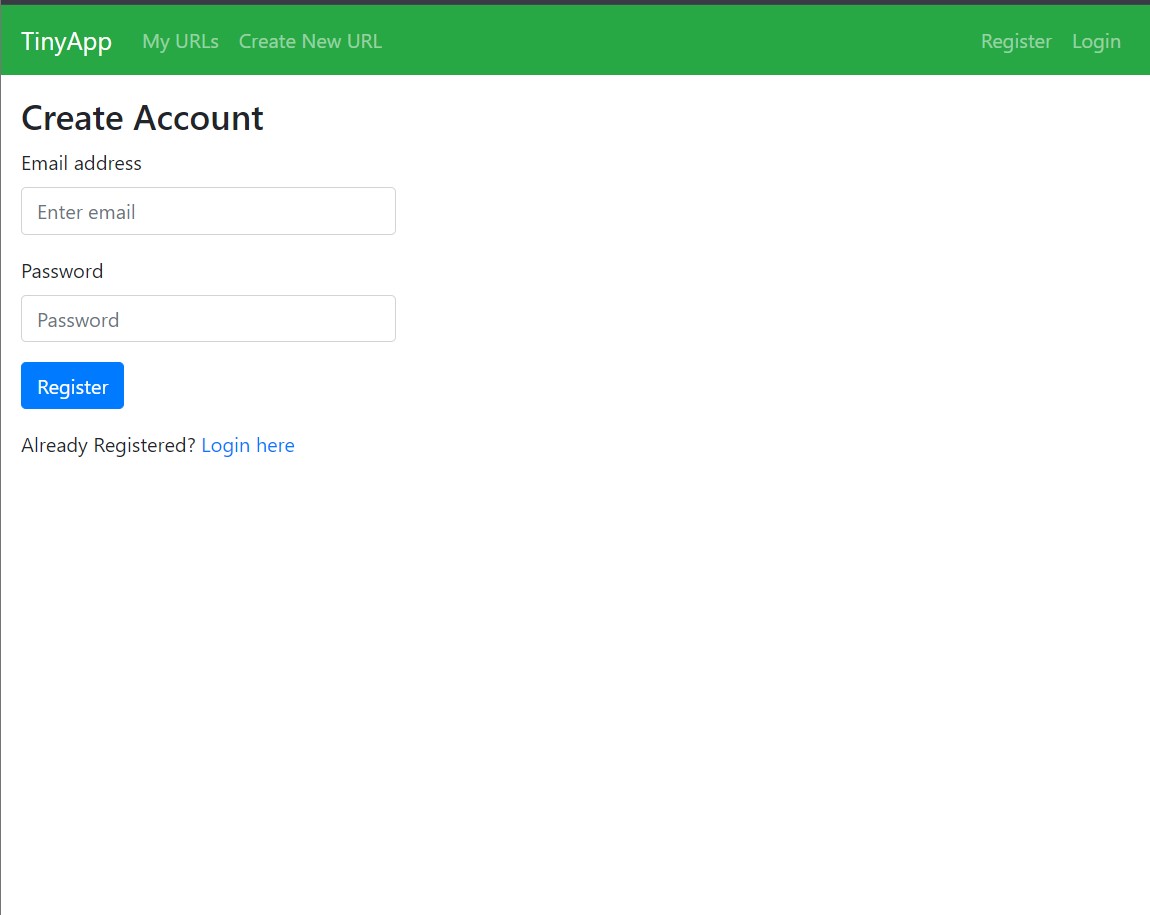 TinyApp My URLs Create New URL Register Login
Create Account
Email address
Enter email
Password
Password
Register
Already Registered? Login here